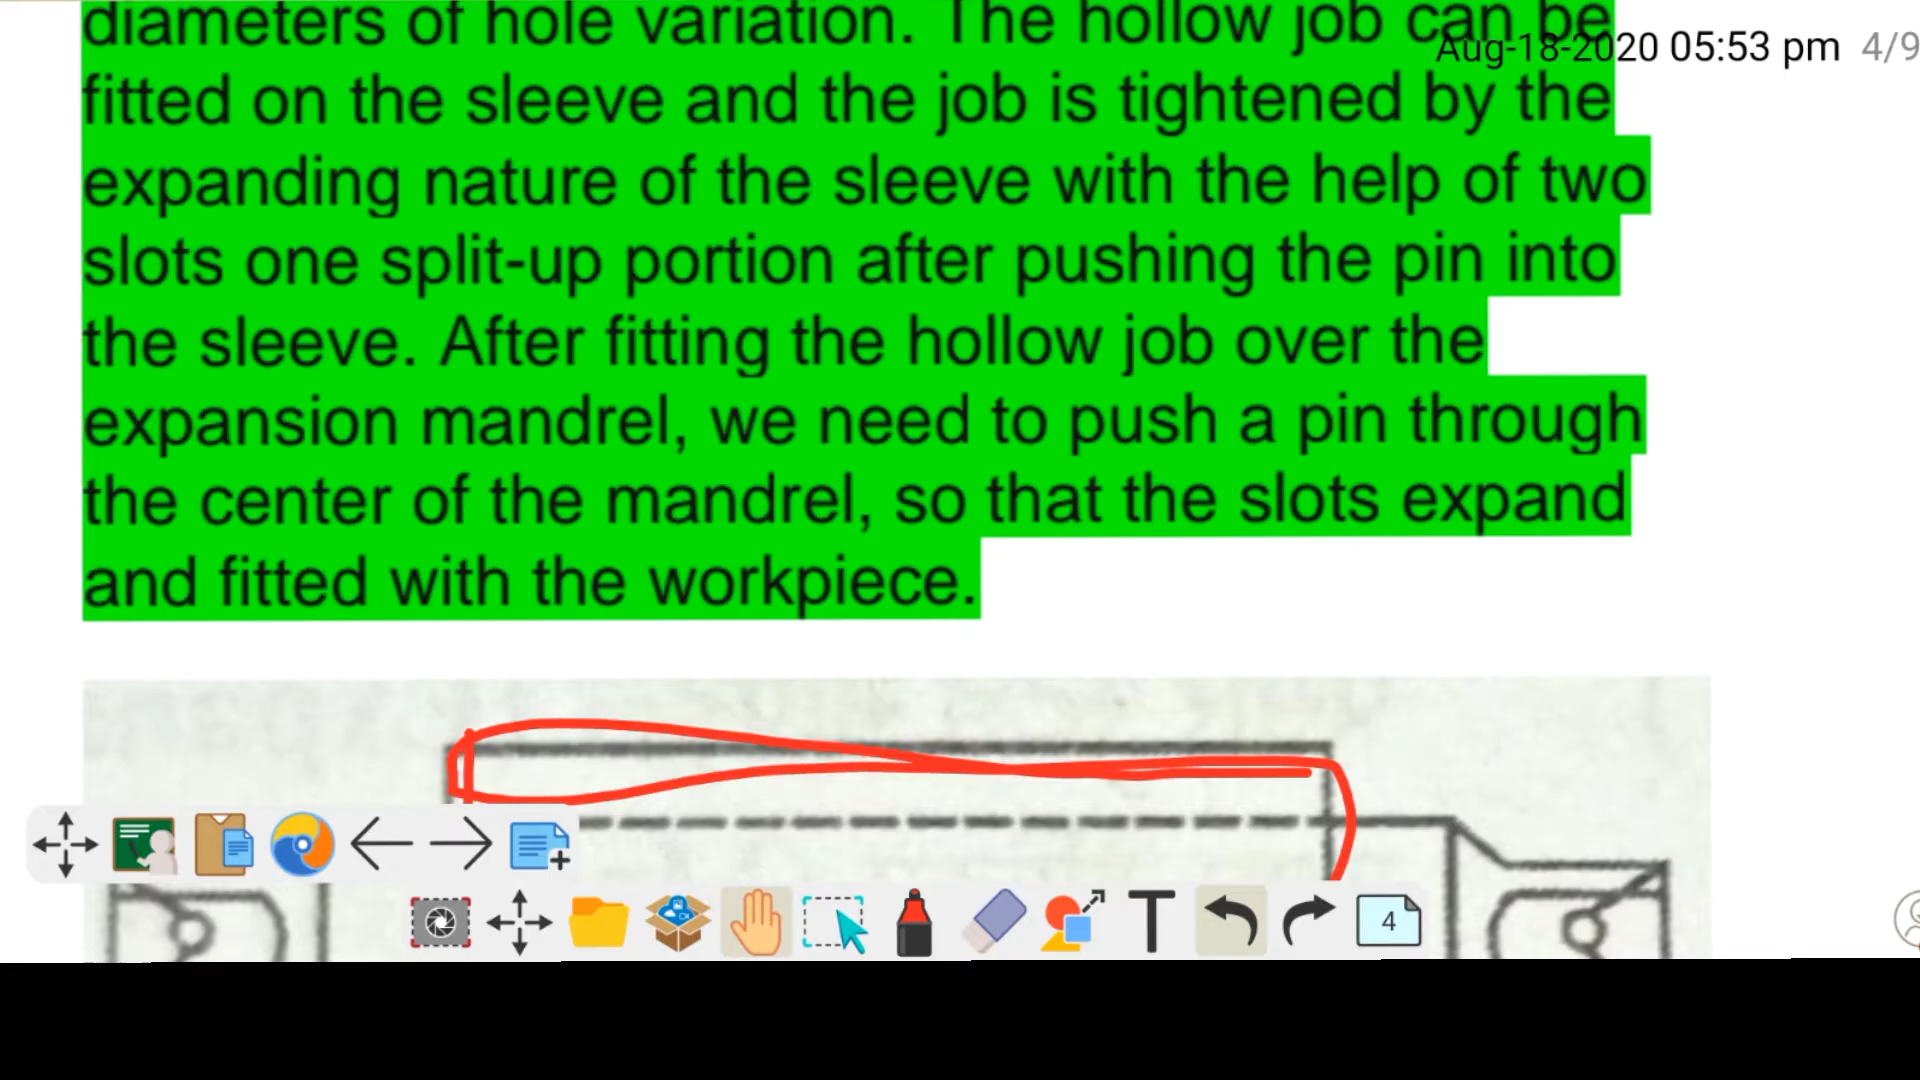 diameters of hole variation. The hollow job can be
Aug-18-2020 05:53 pm 4/9
fitted on the sleeve and the job is tightened by the
expanding nature of the sleeve with the help of two
slots one split-up portion after pushing the pin into
the sleeve. After fitting the hollow job over the
expansion mandrel, we need to push a pin through
the center of the mandrel, so that the slots expand
and fitted with the workpiece.
T
4